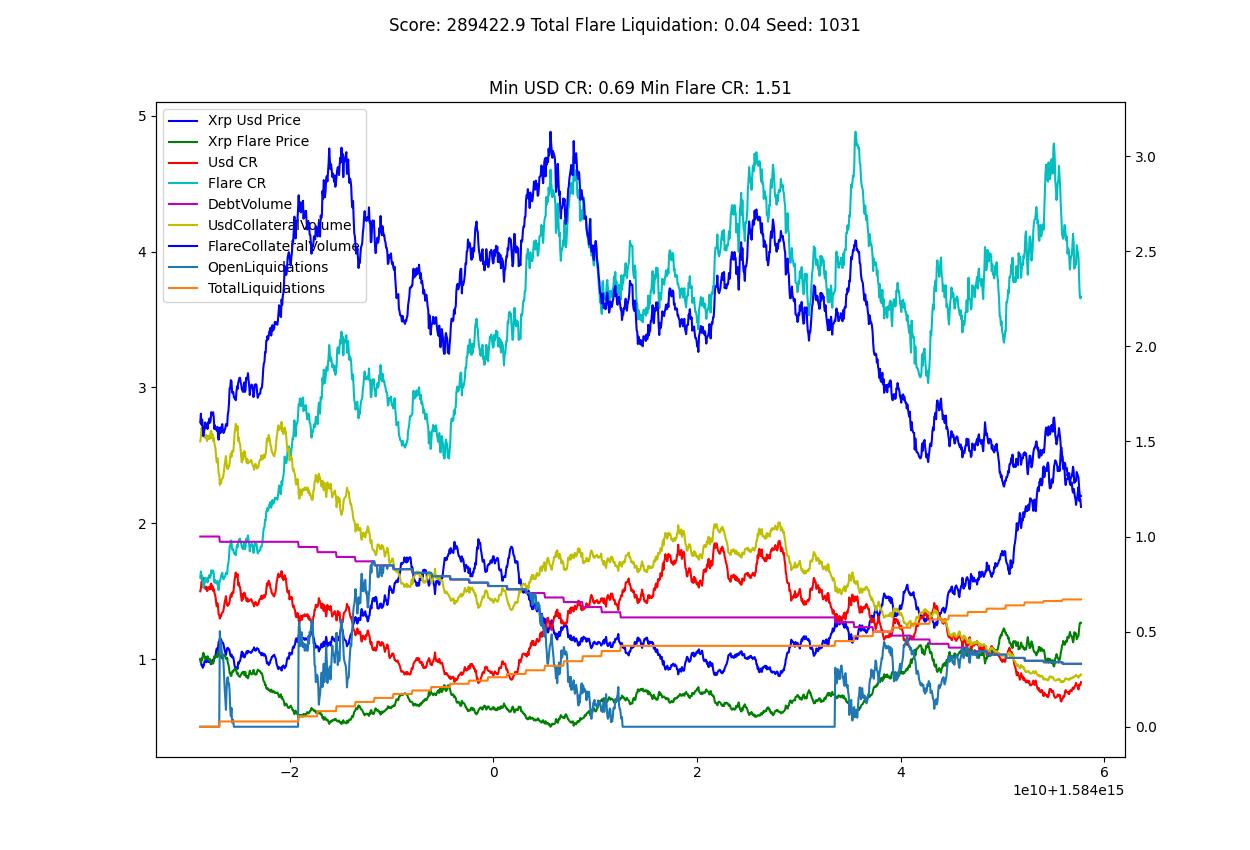 Score: 289422.9 Total Flare Liquidation: 0.04 Seed: 1031
Min USD CR: 0.69 Min Flare CR: 1.51
Xrp Usd Price
Xrp Flare Price
Usd CR
Flare CR
DebtVolume
UsdCollateralVolume
FlareCollateralVolume
OpenLiquidations
TotalLiquidations
5
4
3
2
1
3.0
2.5
2.0
1.5
1.0
0.5
0.0
−2
0
2
4
6
1e10+1.584e15